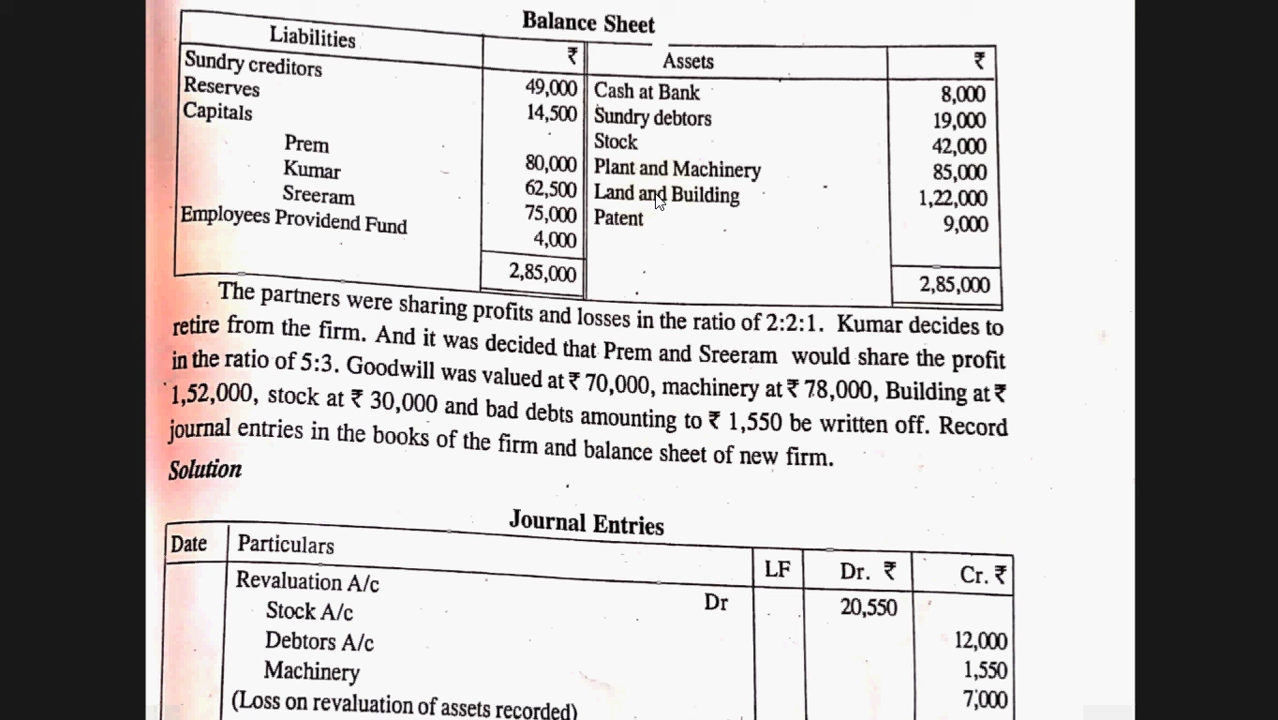 Balance Sheet
Liabilities ₹ Assets ₹
Sundry creditors 49,000 Cash at Bank 8,000
Reserves 14,500 Sundry debtors 19,000
Capitals Stock 42,000
Prem 80,000 Plant and Machinery 85,000
Kumar 62,500 Land and Building 1,22,000
Sreeram 75,000 Patent 9,000
Employees Providend Fund 4,000
2,85,000 2,85,000
The partners were sharing profits and losses in the ratio of 2:2:1. Kumar decides to
retire from the firm. And it was decided that Prem and Sreeram would share the profit
in the ratio of 5:3. Goodwill was valued at ₹ 70,000, machinery at ₹ 78,000, Building at ₹
1,52,000, stock at ₹ 30,000 and bad debts amounting to ₹ 1,550 be written off. Record
journal entries in the books of the firm and balance sheet of new firm.
Solution
Journal Entries
Date Particulars LF Dr. ₹ Cr. ₹
Revaluation A/c Dr 20,550
Stock A/c 12,000
Debtors A/c 1,550
Machinery 7,000
(Loss on revaluation of assets recorded)